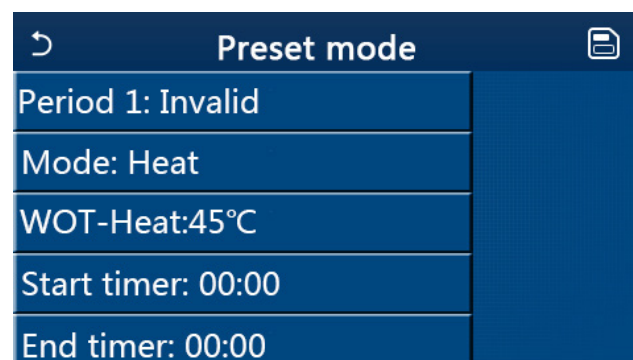 Preset mode
Period 1: Invalid
Mode: Heat
WOT-Heat:45℃
Start timer: 00:00
End timer: 00:00